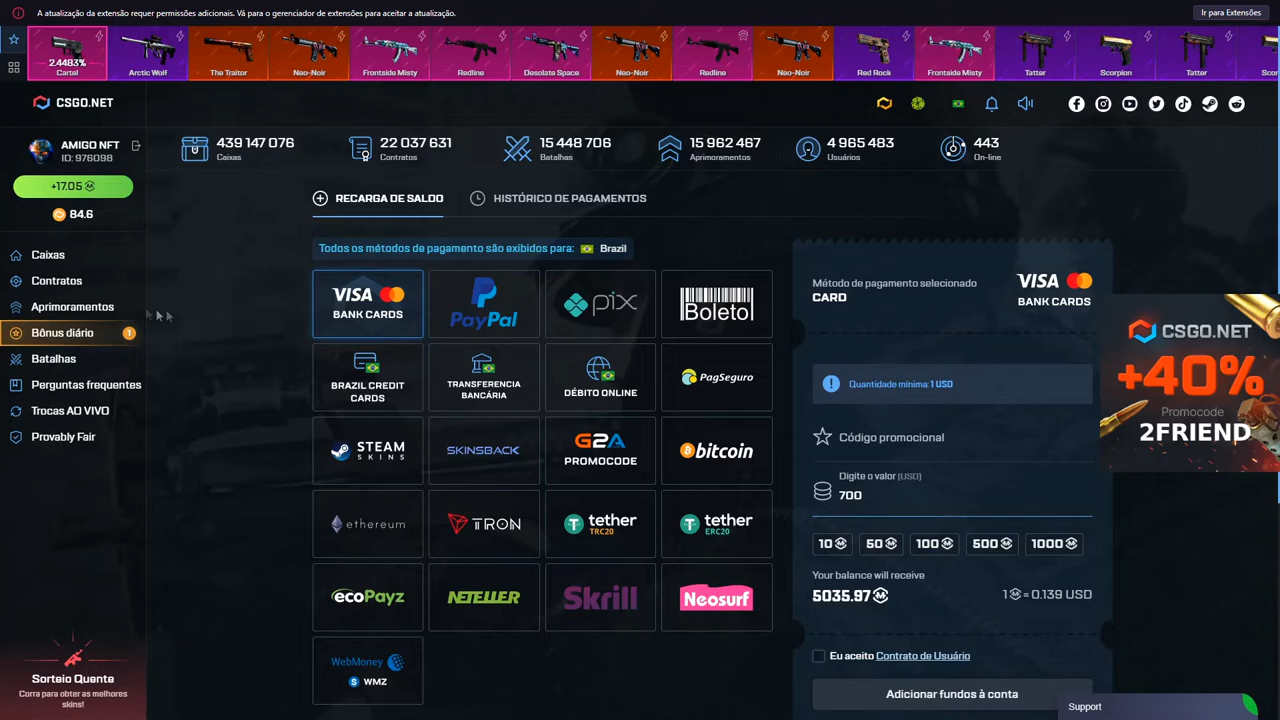 A atualização da extensão requer permissões adicionais. Vá para o gerenciador de extensões para aceitar a atualização.
Ir para Extensões
2.4483%
Cartel
Arctic Wolf
The Traitor
Neo-Noir
Frontside Misty
Redline
Desolate Space
Neo-Noir
Redline
Neo-Noir
Red Rock
Frontside Misty
Tatter
Scorpion
Tatter
Scor
CSGO.NET
AMIGO NFT
ID: 976098
+17.05
84.6
439 147 076
Caixas
22 037 631
Contratos
15 448 706
Batalhas
15 962 467
Aprimoramentos
4 965 483
Usuários
443
On-line
Caixas
Contratos
Aprimoramentos
Bônus diário
1
Batalhas
Perguntas frequentes
Trocas AO VIVO
Provably Fair
Sorteio Quente
Corra para obter as melhores
skins!
RECARGA DE SALDO
HISTÓRICO DE PAGAMENTOS
Todos os métodos de pagamento são exibidos para: Brazil
VISA
BANK CARDS
PayPal
pix
Boleto
BRAZIL CREDIT
CARDS
TRANSFERENCIA
BANCÁRIA
DÉBITO ONLINE
PagSeguro
STEAM
SKINS
SKINSBACK
G2A
PROMOCODE
bitcoin
ethereum
TRON
tether
TRC20
tether
ERC20
ecoPayz
NETELLER
Skrill
Neosurf
WebMoney
WMZ
Método de pagamento selecionado
CARD
VISA
BANK CARDS
Quantidade mínima: 1 USD
Código promocional
Digite o valor (USD)
700
10
50
100
500
1000
Your balance will receive
5035.97
1 = 0.139 USD
Eu aceito Contrato de Usuário
Adicionar fundos à conta
CSGO.NET
+40%
Promocode
2FRIEND
Support